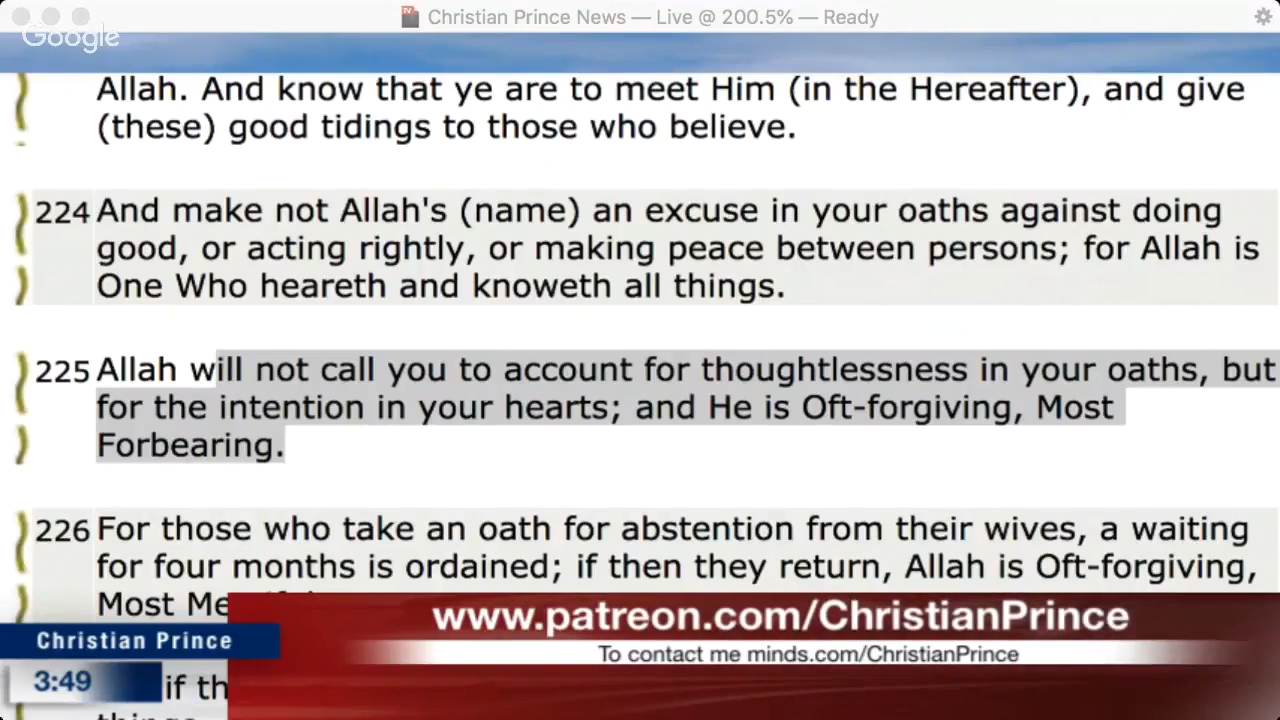 Christian Prince News — Live @ 200.5% — Ready
Google
Allah. And know that ye are to meet Him (in the Hereafter), and give
(these) good tidings to those who believe.
224 And make not Allah's (name) an excuse in your oaths against doing
good, or acting rightly, or making peace between persons; for Allah is
One Who heareth and knoweth all things.
225 Allah will not call you to account for thoughtlessness in your oaths, but
for the intention in your hearts; and He is Oft-forgiving, Most
Forbearing.
226 For those who take an oath for abstention from their wives, a waiting
for four months is ordained; if then they return, Allah is Oft-forgiving,
Most
www.patreon.com/ChristianPrince
Christian Prince
To contact me minds.com/ChristianPrince
3:49
if